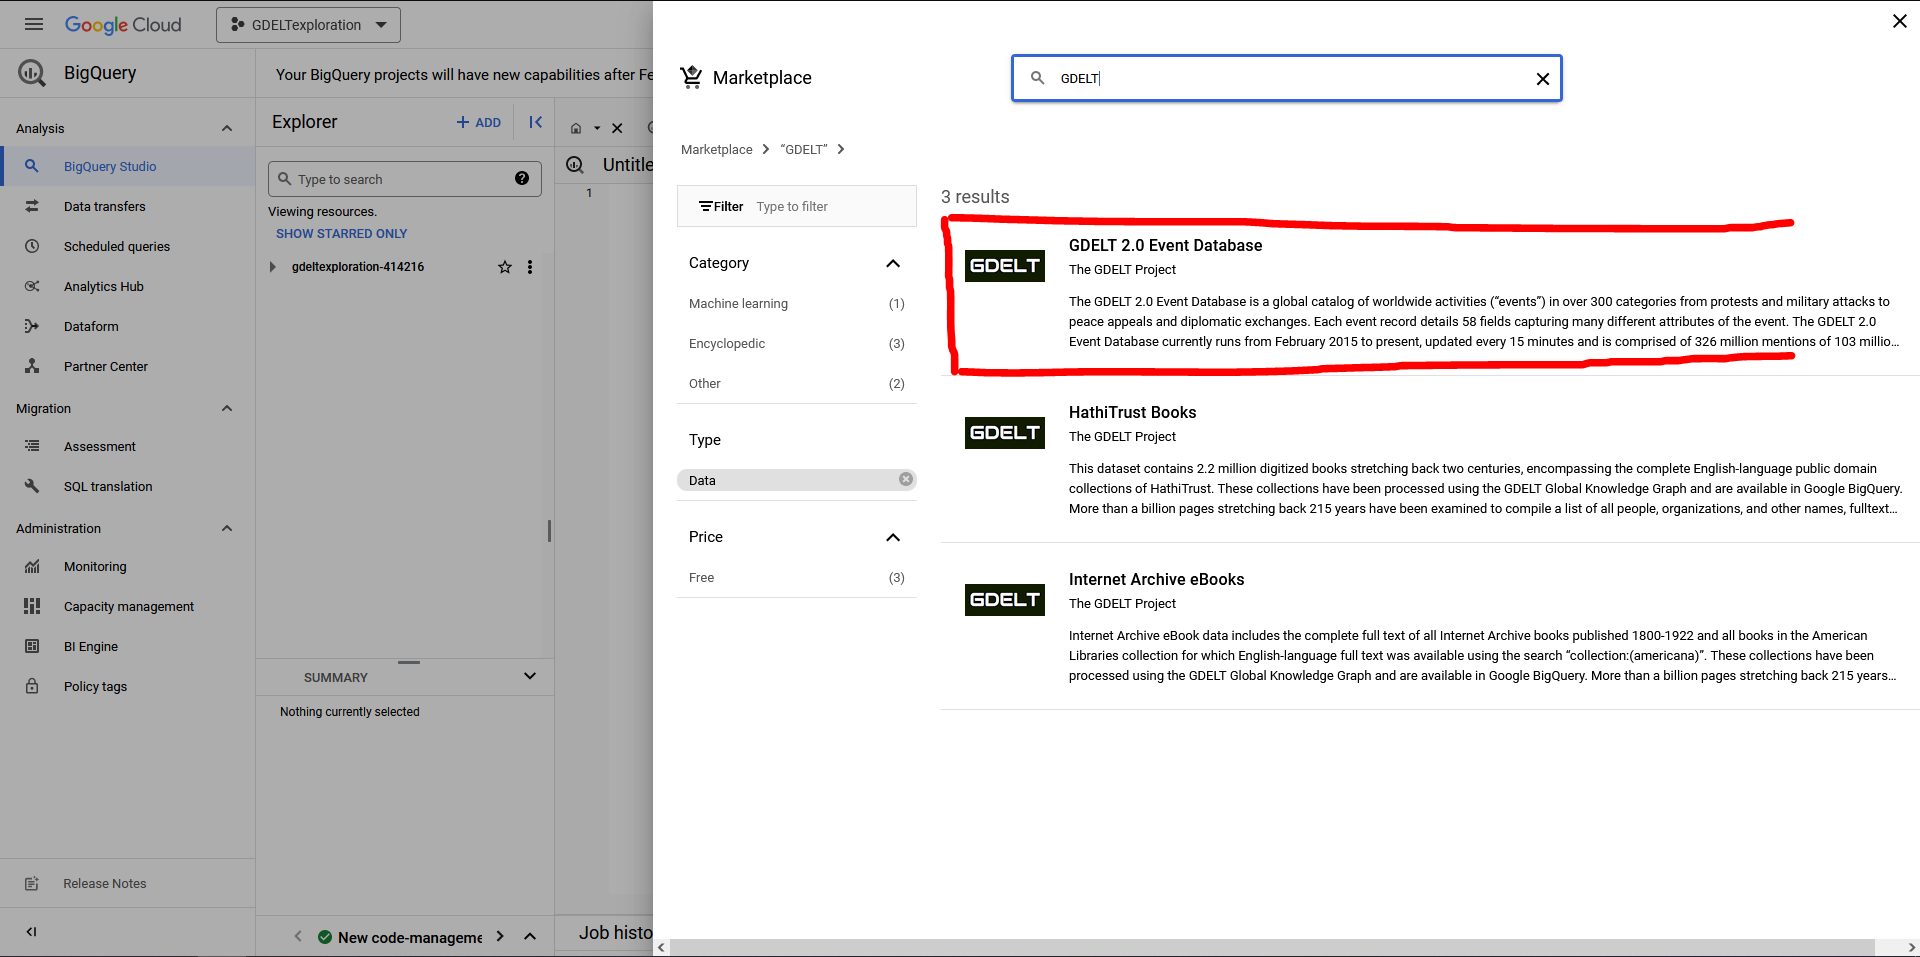 Google Cloud
GDELTexploration
BigQuery
Your BigQuery projects will have new capabilities after Fe
Analysis
BigQuery Studio
Data transfers
Scheduled queries
Analytics Hub
Dataform
Partner Center
Migration
Assessment
SQL translation
Administration
Monitoring
Capacity management
BI Engine
Policy tags
Release Notes
Explorer
+ ADD
Type to search
Viewing resources.
SHOW STARRED ONLY
gdeltexploration-414216
SUMMARY
Nothing currently selected
New code-manageme
Untitle
1
Job histo
Marketplace
GDELT
Marketplace > “GDELT” >
Filter Type to filter
Category
Machine learning (1)
Encyclopedic (3)
Other (2)
Type
Data
Price
Free (3)
3 results
GDELT
GDELT 2.0 Event Database
The GDELT Project
The GDELT 2.0 Event Database is a global catalog of worldwide activities (“events”) in over 300 categories from protests and military attacks to
peace appeals and diplomatic exchanges. Each event record details 58 fields capturing many different attributes of the event. The GDELT 2.0
Event Database currently runs from February 2015 to present, updated every 15 minutes and is comprised of 326 million mentions of 103 millio...
GDELT
HathiTrust Books
The GDELT Project
This dataset contains 2.2 million digitized books stretching back two centuries, encompassing the complete English-language public domain
collections of HathiTrust. These collections have been processed using the GDELT Global Knowledge Graph and are available in Google BigQuery.
More than a billion pages stretching back 215 years have been examined to compile a list of all people, organizations, and other names, fulltext...
GDELT
Internet Archive eBooks
The GDELT Project
Internet Archive eBook data includes the complete full text of all Internet Archive books published 1800-1922 and all books in the American
Libraries collection for which English-language full text was available using the search “collection:(americana)”. These collections have been
processed using the GDELT Global Knowledge Graph and are available in Google BigQuery. More than a billion pages stretching back 215 years...